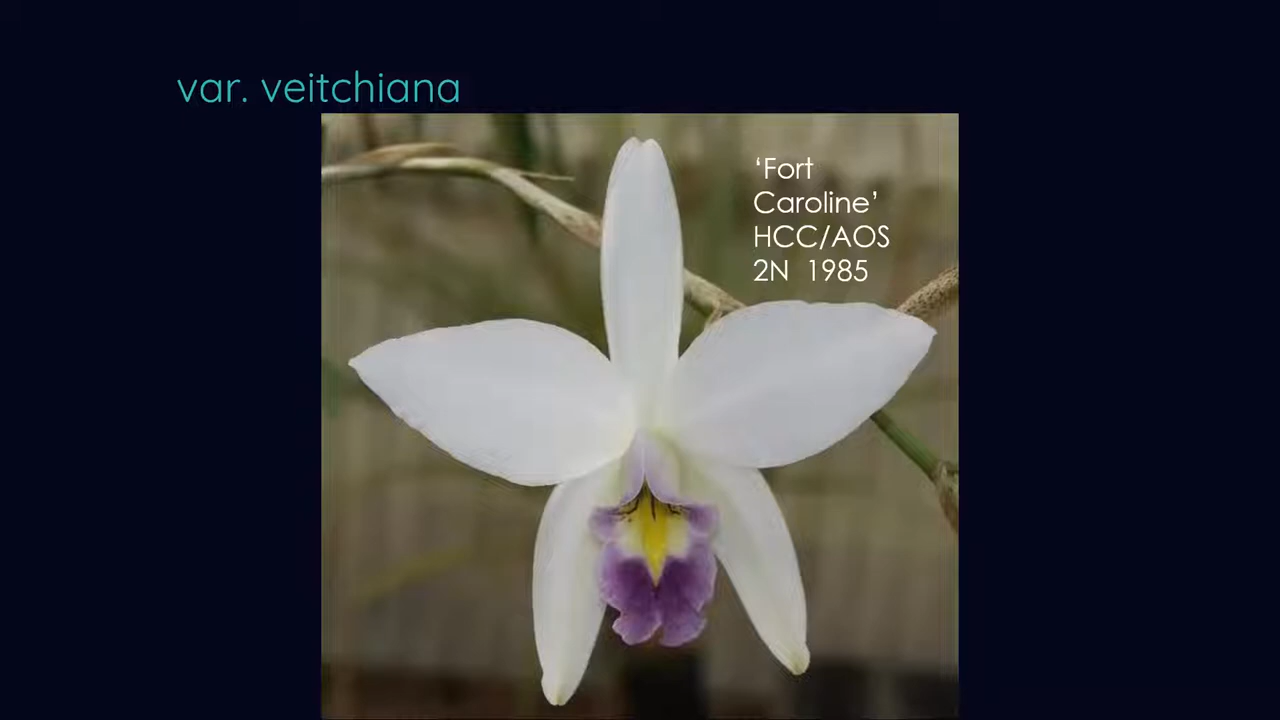 var. veitchiana
‘Fort
Caroline’
HCC/AOS
2N 1985